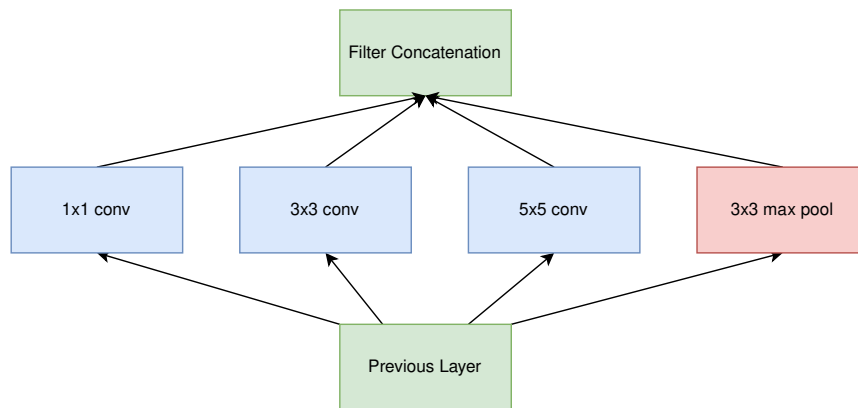 Filter Concatenation
1x1 conv
3x3 conv
5x5 conv
3x3 max pool
Previous Layer